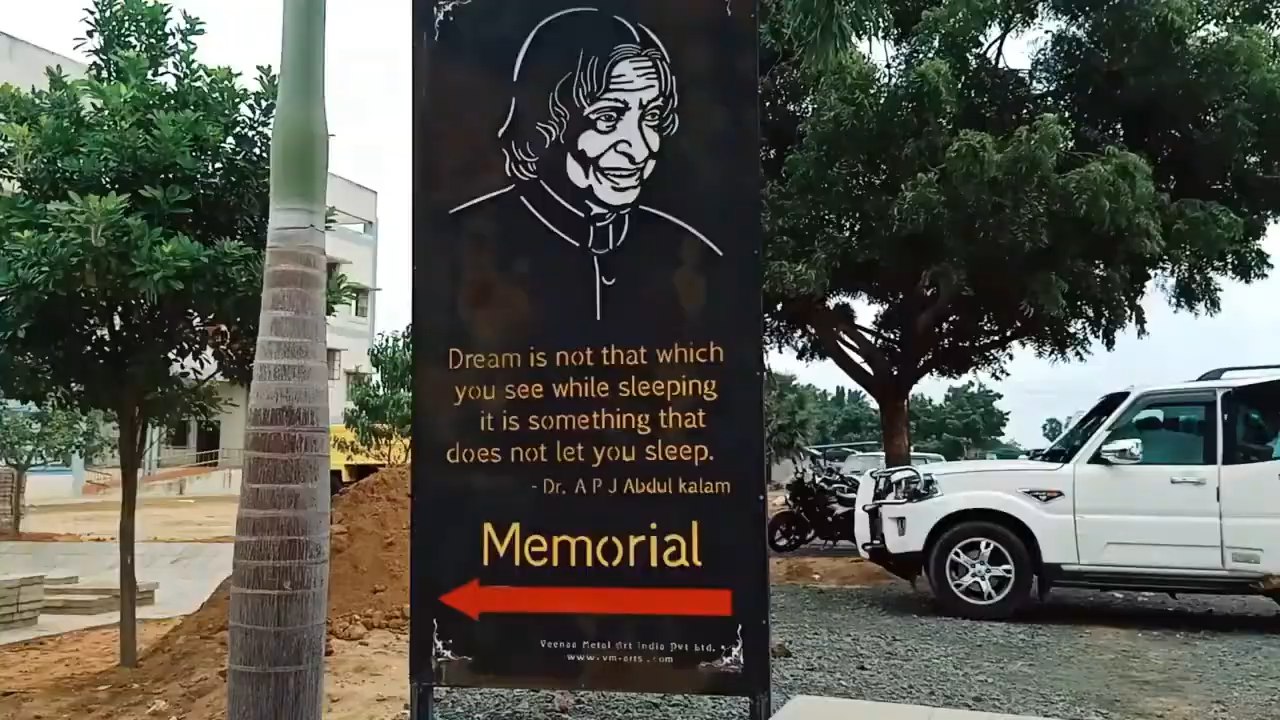 Dream is not that which
you see while sleeping
it is something that
does not let you sleep.
- Dr. A P J Abdul kalam
Memorial
Veenaa Metal Art India Pvt Ltd.
www.vm-arts.com